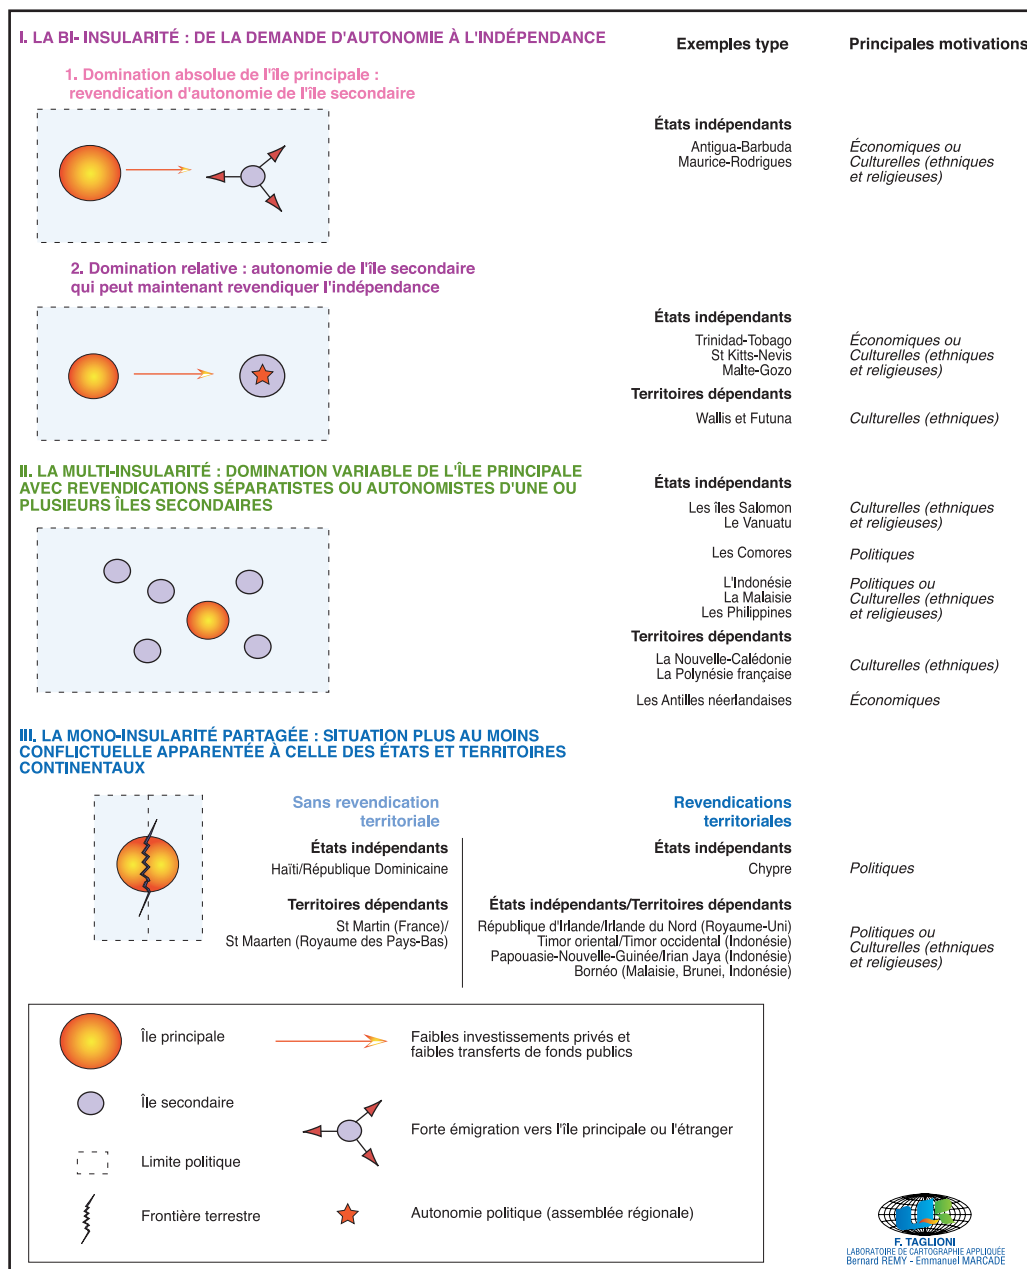 I. LA BI- INSULARITÉ : DE LA DEMANDE D'AUTONOMIE À L'INDÉPENDANCE
Exemples type
Principales motivations
1. Domination absolue de l'île principale :
revendication d'autonomie de l'île secondaire
États indépendants
Antigua-Barbuda
Maurice-Rodrigues
Économiques ou
Culturelles (ethniques
et religieuses)
2. Domination relative : autonomie de l'île secondaire
qui peut maintenant revendiquer l'indépendance
États indépendants
Trinidad-Tobago
St Kitts-Nevis
Malte-Gozo
Économiques ou
Culturelles (ethniques
et religieuses)
Territoires dépendants
Wallis et Futuna
Culturelles (ethniques)
II. LA MULTI-INSULARITÉ : DOMINATION VARIABLE DE L'ÎLE PRINCIPALE
AVEC REVENDICATIONS SÉPARATISTES OU AUTONOMISTES D'UNE OU
PLUSIEURS ÎLES SECONDAIRES
États indépendants
Les îles Salomon
Le Vanuatu
Culturelles (ethniques
et religieuses)
Les Comores
Politiques
L'Indonésie
La Malaisie
Les Philippines
Politiques ou
Culturelles (ethniques
et religieuses)
Territoires dépendants
La Nouvelle-Calédonie
La Polynésie française
Culturelles (ethniques)
Les Antilles néerlandaises
Économiques
III. LA MONO-INSULARITÉ PARTAGÉE : SITUATION PLUS AU MOINS
CONFLICTUELLE APPARENTÉE À CELLE DES ÉTATS ET TERRITOIRES
CONTINENTAUX
Sans revendication
territoriale
États indépendants
Haïti/République Dominicaine
Territoires dépendants
St Martin (France)/
St Maarten (Royaume des Pays-Bas)
Revendications
territoriales
États indépendants
Chypre
Politiques
États indépendants/Territoires dépendants
République d'Irlande/Irlande du Nord (Royaume-Uni)
Timor oriental/Timor occidental (Indonésie)
Papouasie-Nouvelle-Guinée/Irian Jaya (Indonésie)
Bornéo (Malaisie, Brunei, Indonésie)
Politiques ou
Culturelles (ethniques
et religieuses)
Île principale
Faibles investissements privés et
faibles transferts de fonds publics
Île secondaire
Forte émigration vers l'île principale ou l'étranger
Limite politique
Frontière terrestre
Autonomie politique (assemblée régionale)
F. TAGLIONI
LABORATOIRE DE CARTOGRAPHIE APPLIQUÉE
Bernard REMY - Emmanuel MARCADE